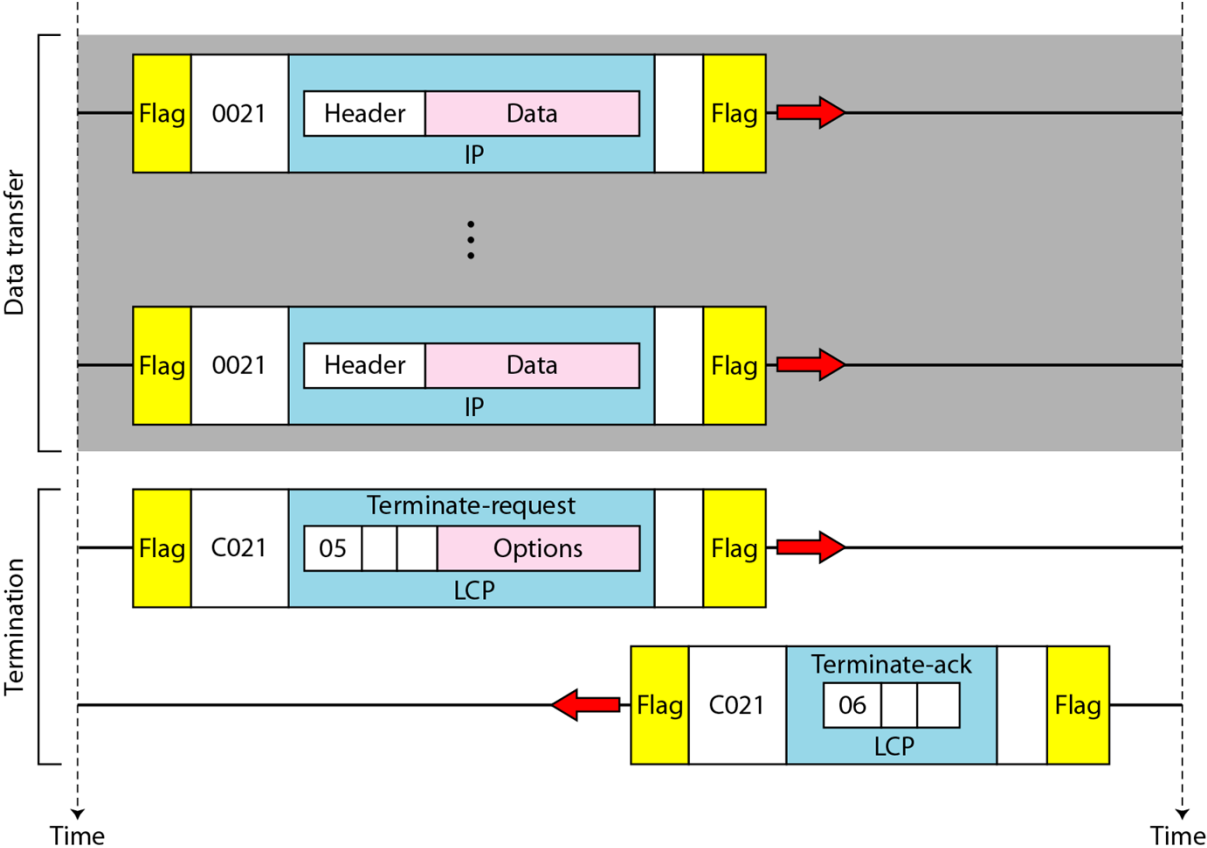 Data transfer
Flag 0021 Header Data Flag
IP
Flag 0021 Header Data Flag
IP
Termination
Terminate-request
Flag C021 05 Options Flag
LCP
Terminate-ack
Flag C021 06 Flag
LCP
Time Time